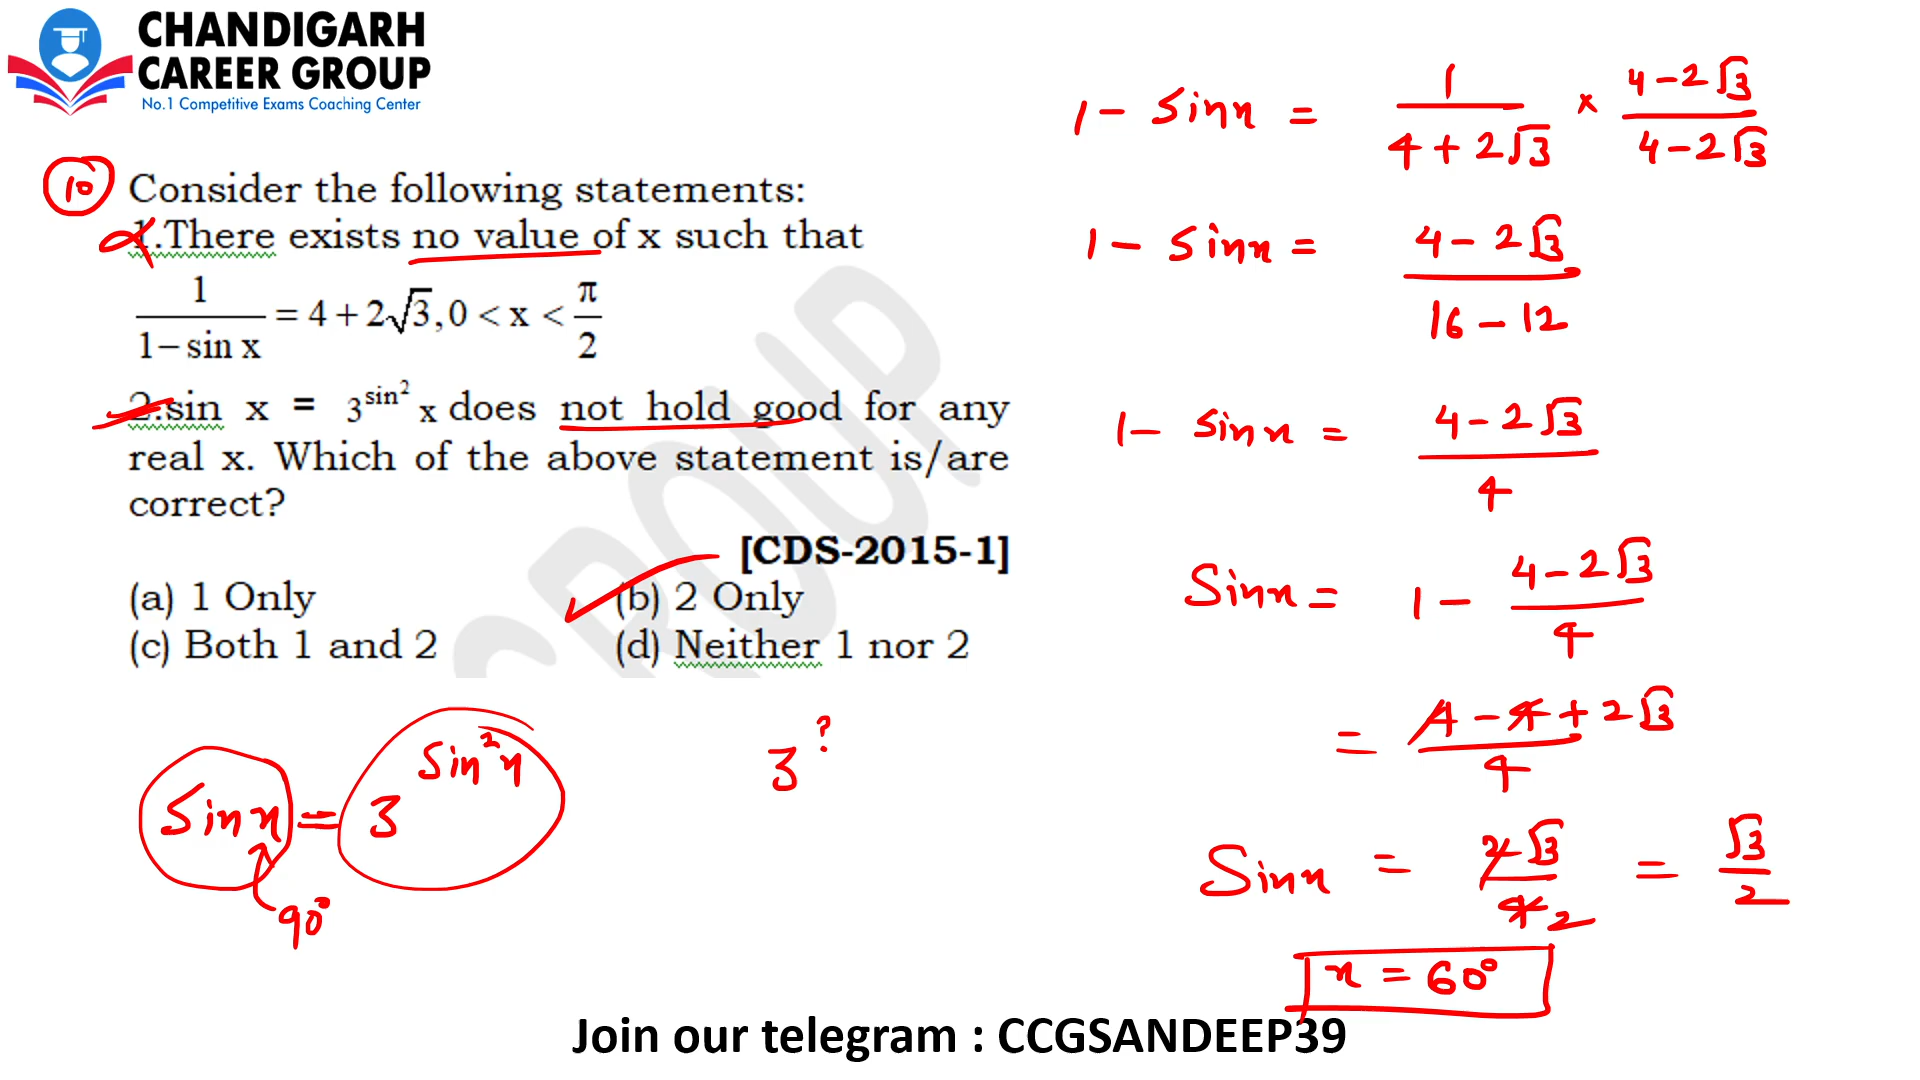 CHANDIGARH
CAREER GROUP
No.1 Competitive Exams Coaching Center
10 Consider the following statements:
1.There exists no value of x such that
1/(1− sin x) = 4 + 2√3, 0 < x < π/2
2.sin x = 3^sin² x does not hold good for any
real x. Which of the above statement is/are
correct?
[CDS-2015-1]
(a) 1 Only (b) 2 Only
(c) Both 1 and 2 (d) Neither 1 nor 2
Sin x = 3^Sin² x
90°
3^?
1 - Sin x = 1/(4 + 2√3) × (4 - 2√3)/(4 - 2√3)
1 - Sin x = (4 - 2√3)/(16 - 12)
1 - Sin x = (4 - 2√3)/4
Sin x = 1 - (4 - 2√3)/4
= (4 - 4 + 2√3)/4
Sin x = 2√3/4 2 = √3/2
x = 60°
GROUP
Join our telegram : CCGSANDEEP39